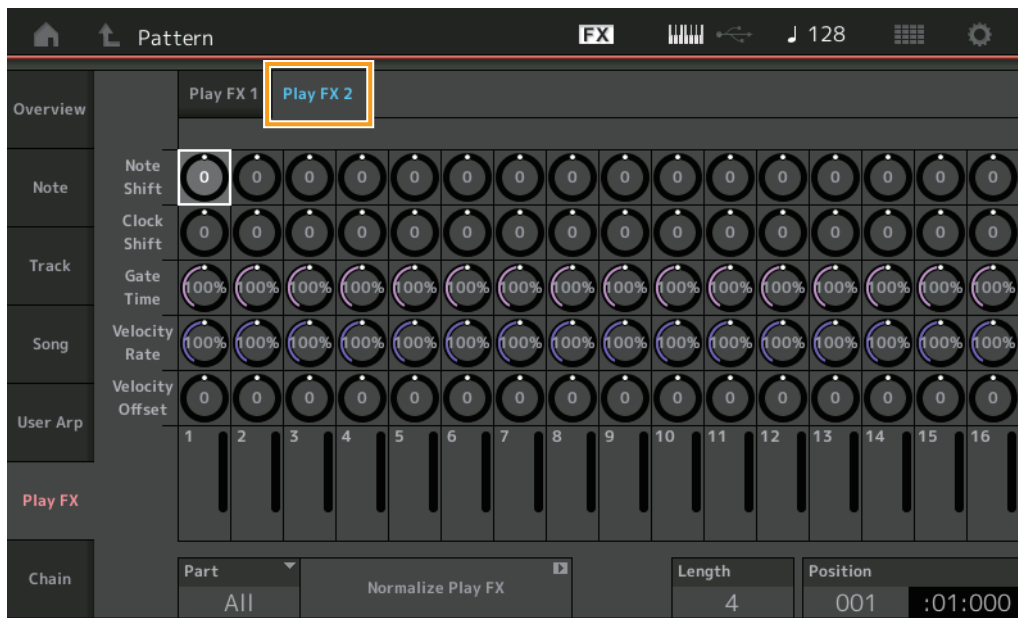 Pattern FX 128
Play FX 1 Play FX 2
Overview
Note
Track
Song
User Arp
Play FX
Chain
Note Shift 0 0 0 0 0 0 0 0 0 0 0 0 0 0 0 0
Clock Shift 0 0 0 0 0 0 0 0 0 0 0 0 0 0 0 0
Gate Time 100% 100% 100% 100% 100% 100% 100% 100% 100% 100% 100% 100% 100% 100% 100% 100%
Velocity Rate 100% 100% 100% 100% 100% 100% 100% 100% 100% 100% 100% 100% 100% 100% 100% 100%
Velocity Offset 0 0 0 0 0 0 0 0 0 0 0 0 0 0 0 0
1 2 3 4 5 6 7 8 9 10 11 12 13 14 15 16
Part Normalize Play FX Length Position
All 4 001 :01:000